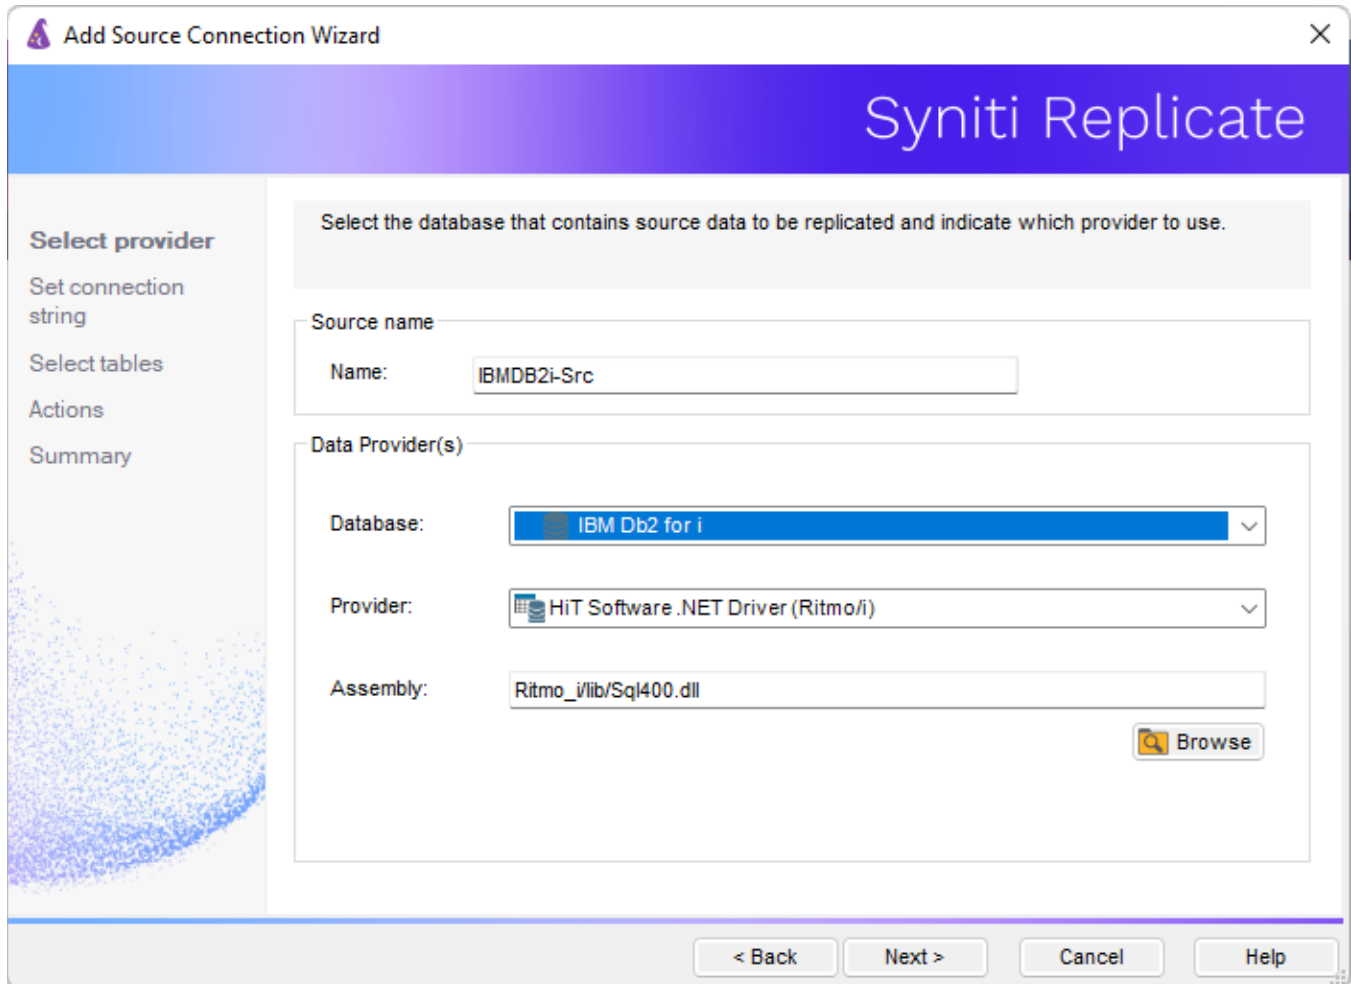 Add Source Connection Wizard
Syniti Replicate
Select provider
Set connection
string
Select tables
Actions
Summary
Select the database that contains source data to be replicated and indicate which provider to use.
Source name
Name:
IBMDB2i-Src
Data Provider(s)
Database:
IBM Db2 for i
Provider:
HiT Software .NET Driver (Ritmo/i)
Assembly:
Ritmo_i/lib/Sql400.dll
Browse
< Back
Next >
Cancel
Help